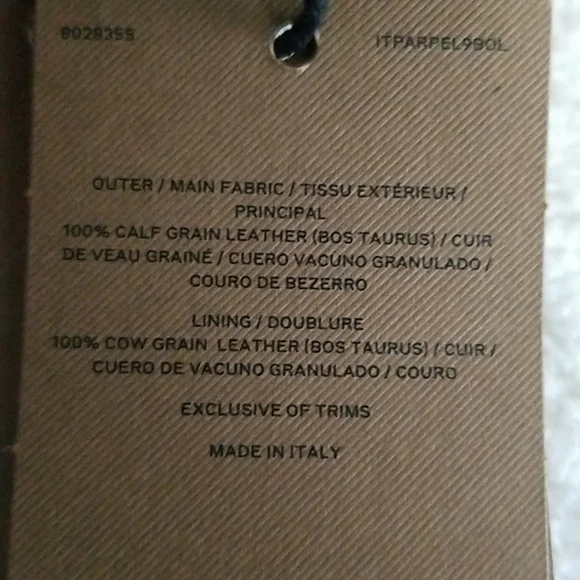 8028355
ITPARPEL9BOL
OUTER / MAIN FABRIC / TISSU EXTÉRIEUR /
PRINCIPAL
100% CALF GRAIN LEATHER (BOS TAURUS) / CUIR
DE VEAU GRAINÉ / CUERO VACUNO GRANULADO /
COURO DE BEZERRO
LINING / DOUBLURE
100% COW GRAIN LEATHER (BOS TAURUS) / CUIR /
CUERO DE VACUNO GRANULADO / COURO
EXCLUSIVE OF TRIMS
MADE IN ITALY